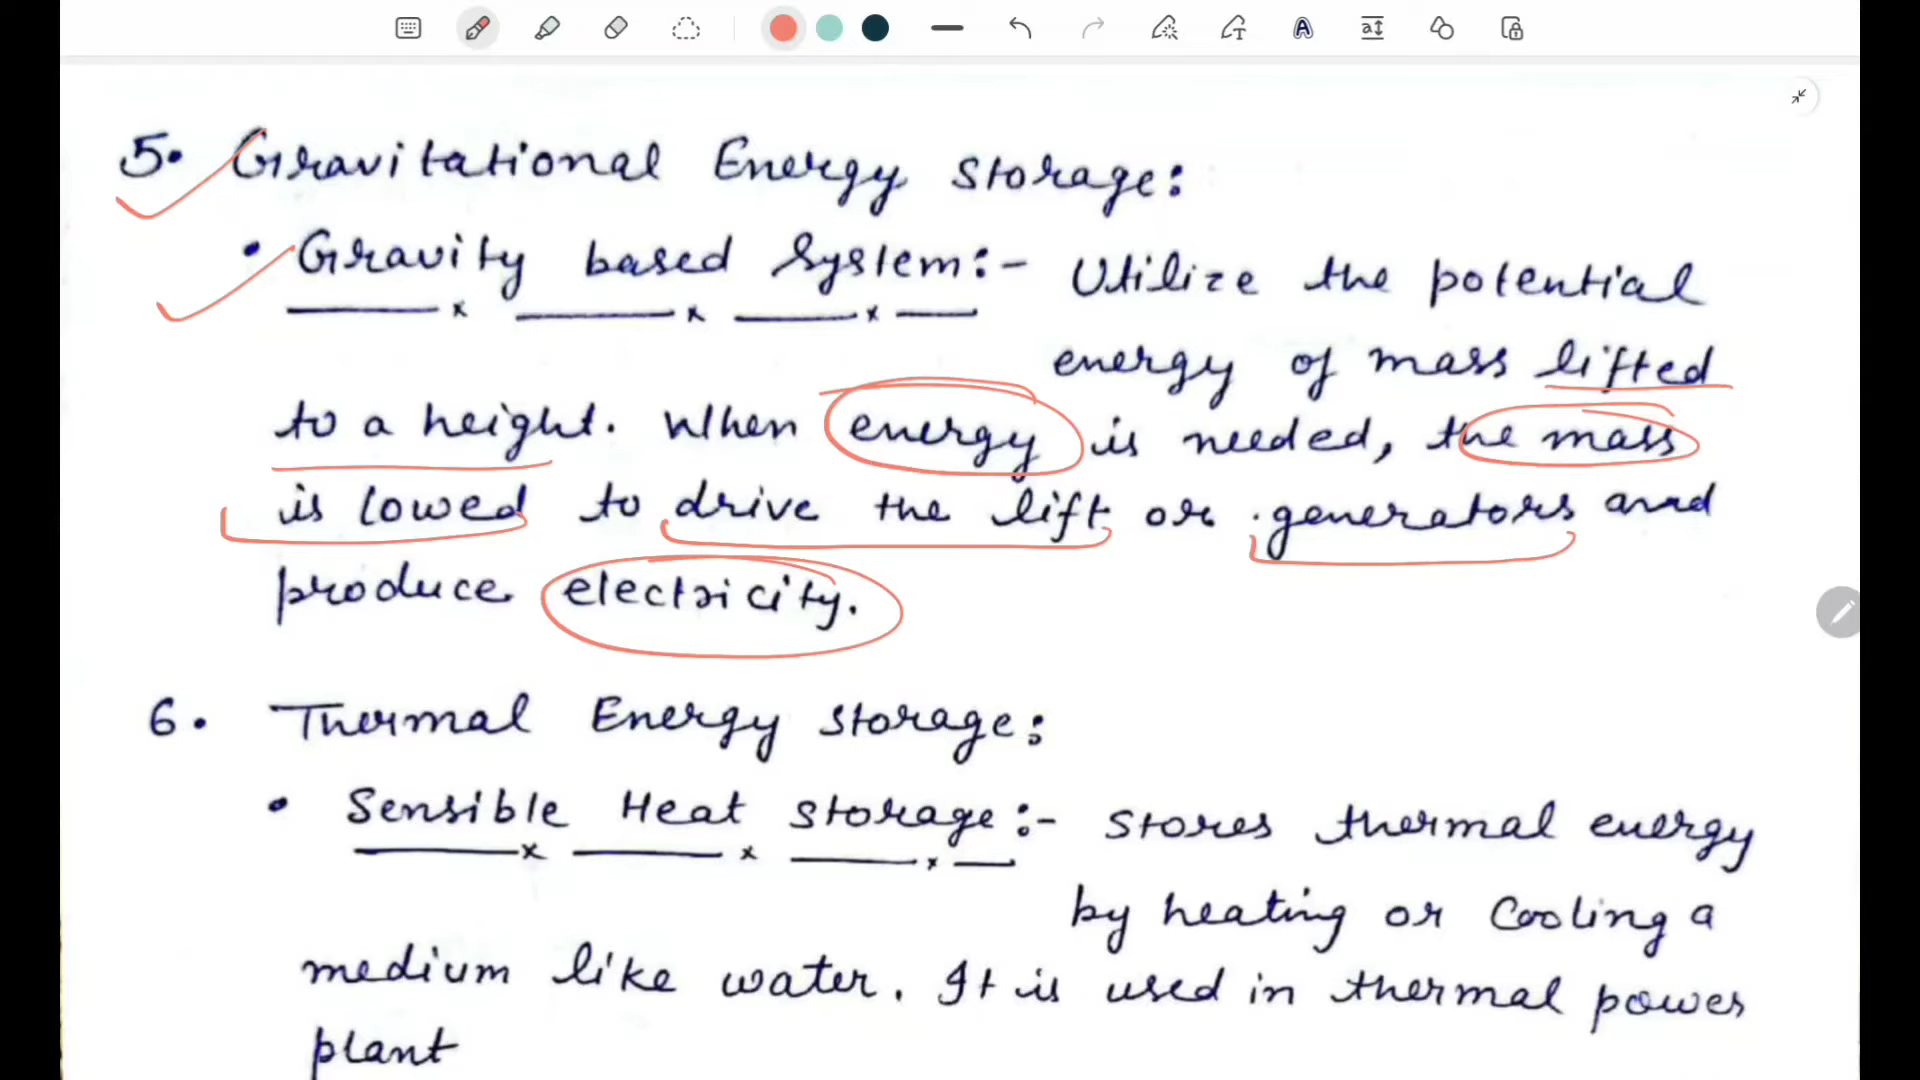 5. Gravitational Energy Storage:
• Gravity based System:- Utilize the potential
energy of mass lifted
to a height. When energy is needed, the mass
is lowed to drive the lift or generators and
produce electricity.
6. Thermal Energy Storage:
• Sensible Heat Storage:- Stores thermal energy
by heating or cooling a
medium like water. It is used in thermal power
plant